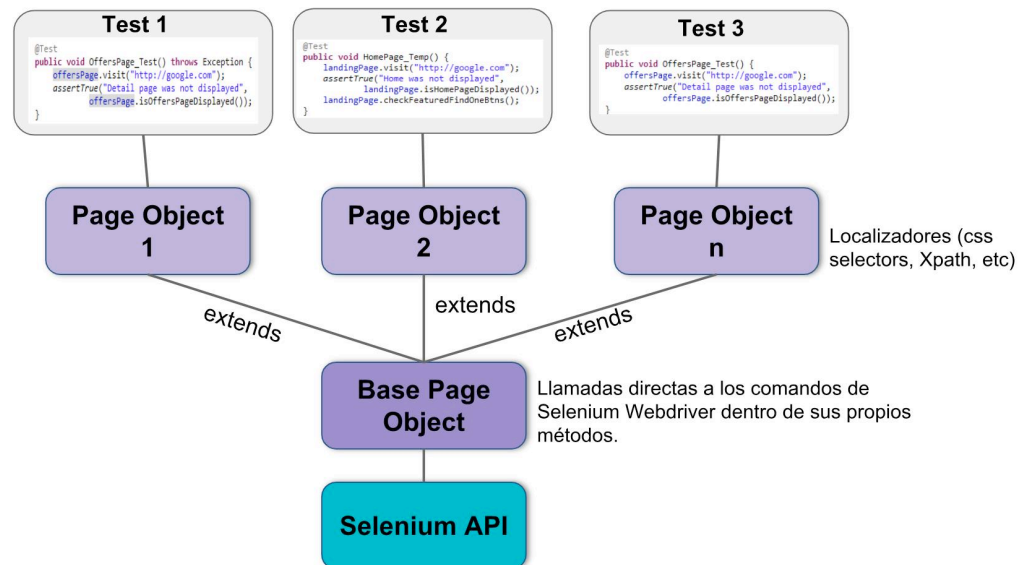 Test 1
@Test
public void OffersPage_Test() throws Exception {
offersPage.visit("http://google.com");
assertTrue("Detail page was not displayed",
offersPage.isOffersPageDisplayed());
}
Test 2
@Test
public void HomePage_Temp() {
landingPage.visit("http://google.com");
assertTrue("Home was not displayed",
landingPage.isHomePageDisplayed());
landingPage.checkFeaturedFindOneBtns();
}
Test 3
@Test
public void OffersPage_Test() {
offersPage.visit("http://google.com");
assertTrue("Detail page was not displayed",
offersPage.isOffersPageDisplayed());
}
Page Object
1
Page Object
2
Page Object
n
Localizadores (css
selectors, Xpath, etc)
extends
extends
extends
Base Page
Object
Llamadas directas a los comandos de
Selenium Webdriver dentro de sus propios
métodos.
Selenium API